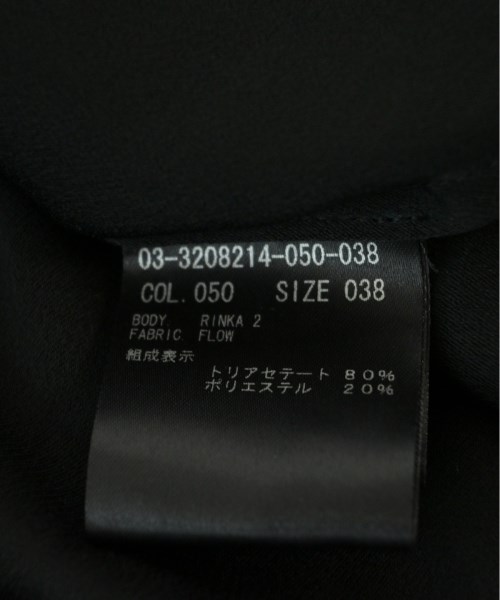 03-3208214-050-038
COL. 050 SIZE 038
BODY RINKA 2
FABRIC FLOW
組成表示
トリアセテート 80%
ポリエステル 20%